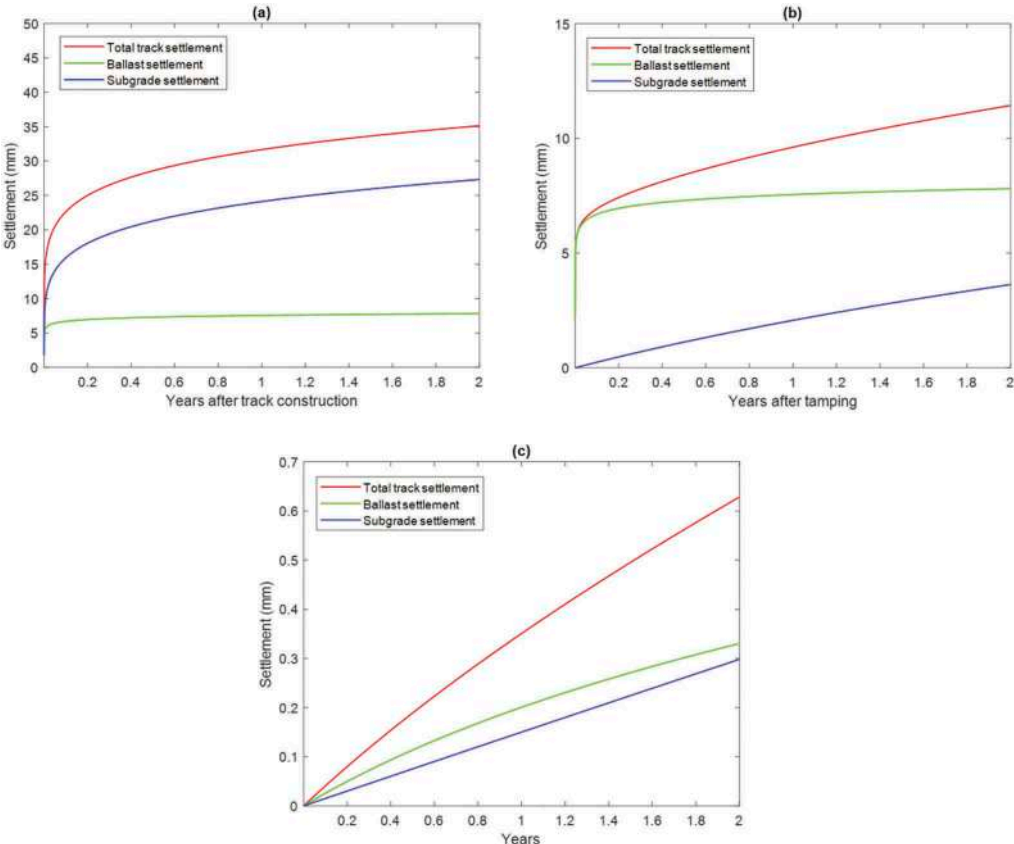 (a)
50
45
40
35
30
25
20
15
10
5
0
Settlement (mm)
Total track settlement
Ballast settlement
Subgrade settlement
0.2 0.4 0.6 0.8 1 1.2 1.4 1.6 1.8 2
Years after track construction
(b)
15
10
5
0
Settlement (mm)
Total track settlement
Ballast settlement
Subgrade settlement
0.2 0.4 0.6 0.8 1 1.2 1.4 1.6 1.8 2
Years after tamping
(c)
0.7
0.6
0.5
0.4
0.3
0.2
0.1
0
Settlement (mm)
Total track settlement
Ballast settlement
Subgrade settlement
0.2 0.4 0.6 0.8 1 1.2 1.4 1.6 1.8 2
Years